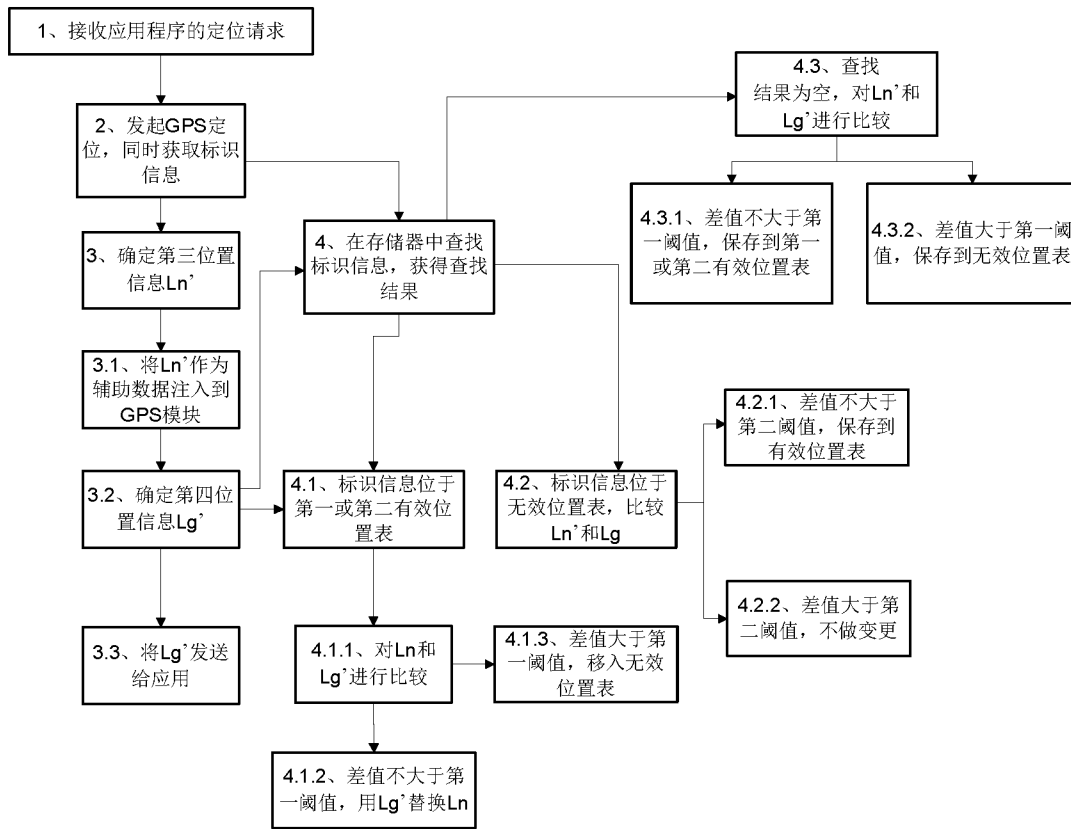 1、接收应用程序的定位请求
2、发起GPS定
位，同时获取标识
信息
3、确定第三位置
信息Ln’
3.1、将Ln’作为
辅助数据注入到
GPS模块
3.2、确定第四位
置信息Lg’
3.3、将Lg’发送
给应用
4、在存储器中查找
标识信息，获得查找
结果
4.1、标识信息位于
第一或第二有效位
置表
4.1.1、对Ln和
Lg’进行比较
4.1.2、差值不大于第
一阈值，用Lg’替换Ln
4.1.3、差值大于第
一阈值，移入无效
位置表
4.2、标识信息位于
无效位置表，比较
Ln’和Lg
4.2.1、差值不大于
第二阈值，保存到
有效位置表
4.2.2、差值大于第
二阈值，不做变更
4.3、查找
结果为空，对Ln’和
Lg’进行比较
4.3.1、差值不大于第
一阈值，保存到第一
或第二有效位置表
4.3.2、差值大于第一阈
值，保存到无效位置表